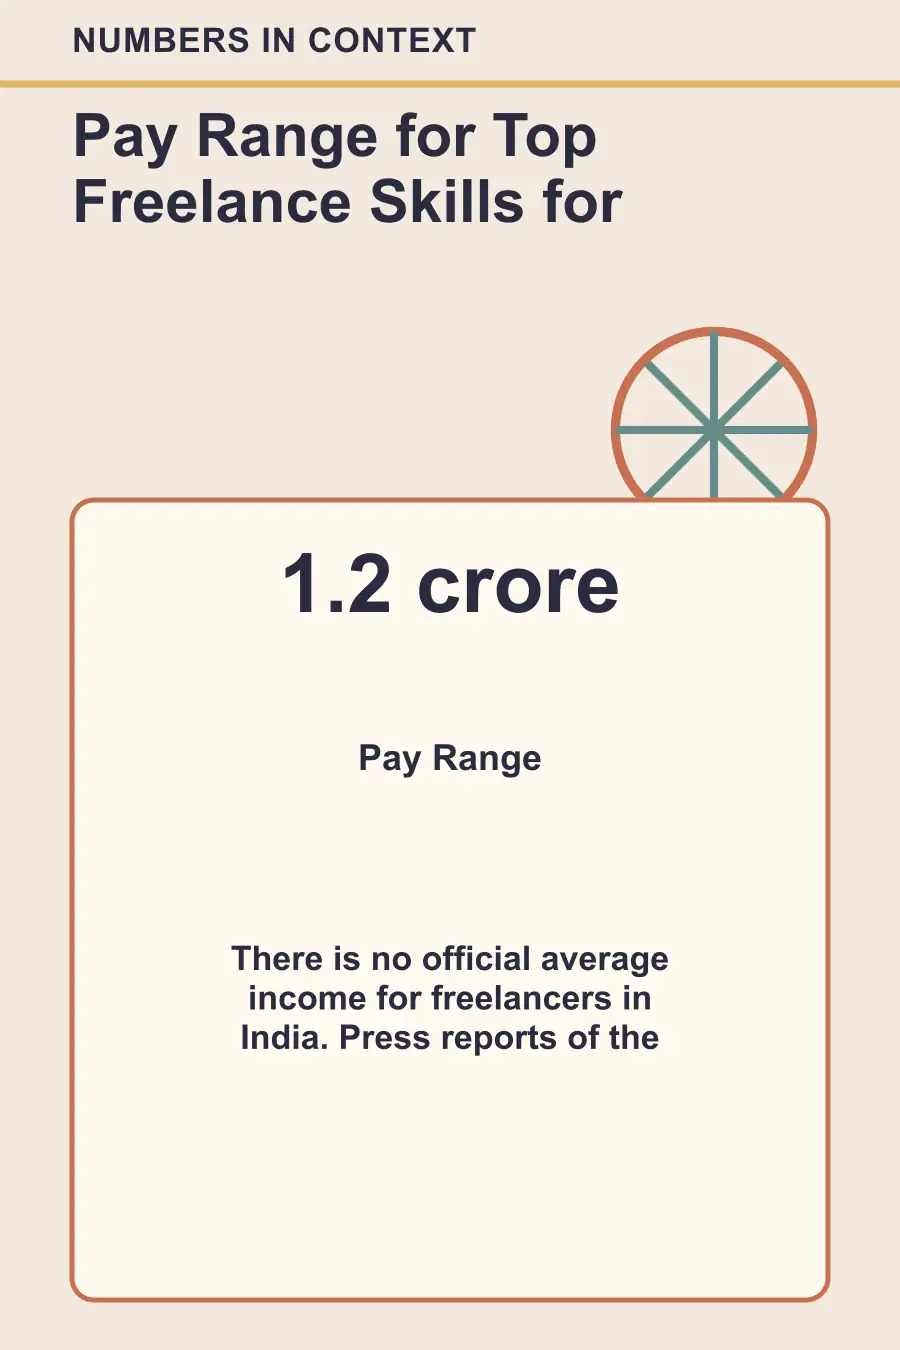 NUMBERS IN CONTEXT
Pay Range for Top
Freelance Skills for
1.2 crore
Pay Range
There is no official average
income for freelancers in
India. Press reports of the